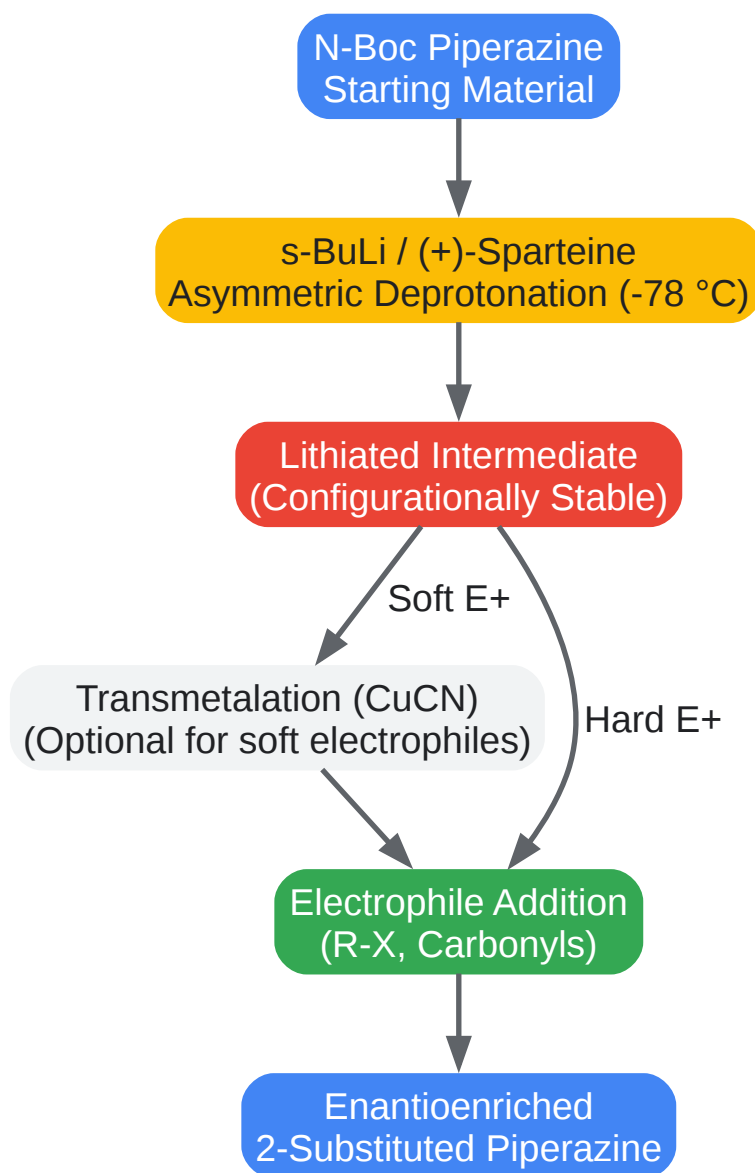 N-Boc Piperazine
Starting Material
s-BuLi / (+)-Sparteine
Asymmetric Deprotonation (-78 °C)
Lithiated Intermediate
(Configurationally Stable)
Soft E+
Transmetalation (CuCN)
(Optional for soft electrophiles)
Hard E+
Electrophile Addition
(R-X, Carbonyls)
Enantioenriched
2-Substituted Piperazine